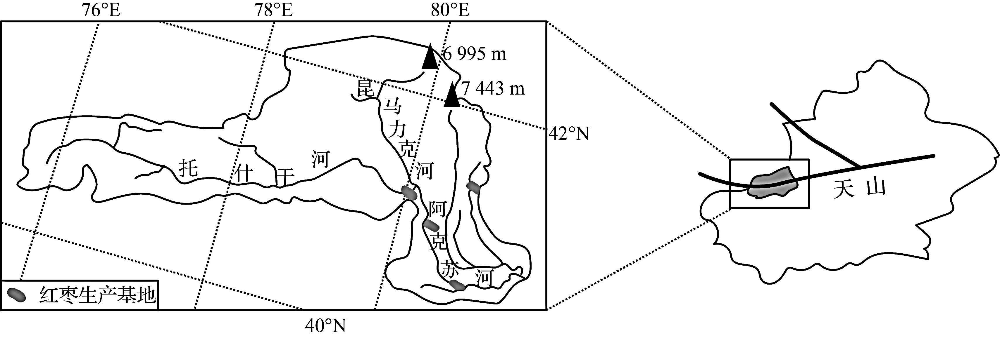 76°E
78°E
80°E
6 995 m
7 443 m
42°N
昆马力克河
托什干河
阿克苏河
天山
红枣生产基地
40°N